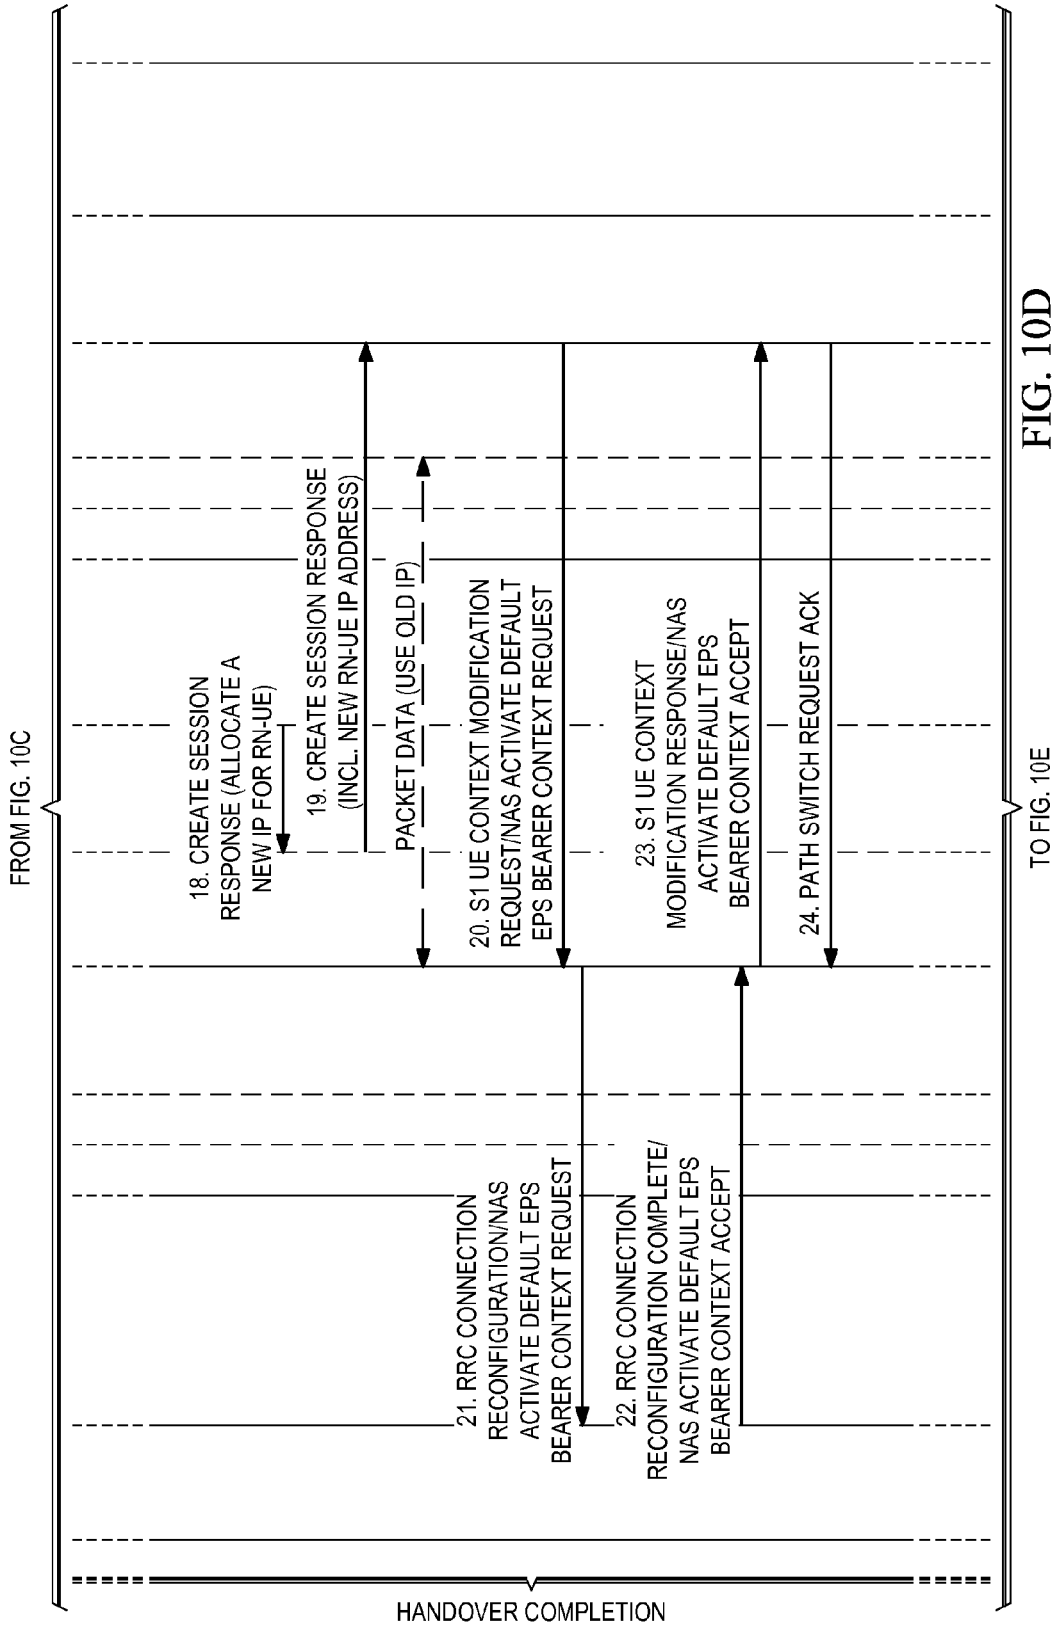 FROM FIG. 10C
18. CREATE SESSION
RESPONSE (ALLOCATE A
NEW IP FOR RN-UE)
19. CREATE SESSION RESPONSE
(INCL. NEW RN-UE IP ADDRESS)
PACKET DATA (USE OLD IP)
20. S1 UE CONTEXT MODIFICATION
REQUEST/NAS ACTIVATE DEFAULT
EPS BEARER CONTEXT REQUEST
21. RRC CONNECTION
RECONFIGURATION/NAS
ACTIVATE DEFAULT EPS
BEARER CONTEXT REQUEST
22. RRC CONNECTION
RECONFIGURATION COMPLETE/
NAS ACTIVATE DEFAULT EPS
BEARER CONTEXT ACCEPT
23. S1 UE CONTEXT
MODIFICATION RESPONSE/NAS
ACTIVATE DEFAULT EPS
BEARER CONTEXT ACCEPT
24. PATH SWITCH REQUEST ACK
HANDOVER COMPLETION
TO FIG. 10E
FIG. 10D